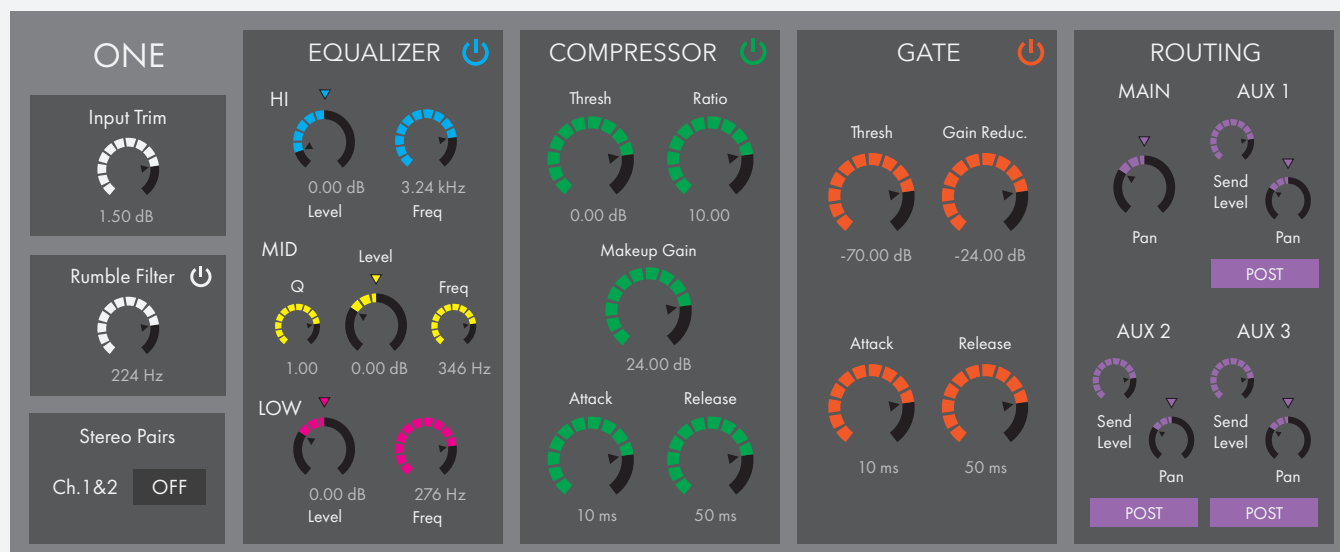 ONE
Input Trim
1.50 dB
Rumble Filter
224 Hz
Stereo Pairs
Ch.1&2 OFF
EQUALIZER
HI
0.00 dB 3.24 kHz
Level Freq
MID
Level
Q Freq
1.00 0.00 dB 346 Hz
LOW
0.00 dB 276 Hz
Level Freq
COMPRESSOR
Thresh Ratio
0.00 dB 10.00
Makeup Gain
24.00 dB
Attack Release
10 ms 50 ms
GATE
Thresh Gain Reduc.
-70.00 dB -24.00 dB
Attack Release
10 ms 50 ms
ROUTING
MAIN AUX 1
Send
Level
Pan Pan
POST
AUX 2 AUX 3
Send Send
Level Level
Pan Pan
POST POST